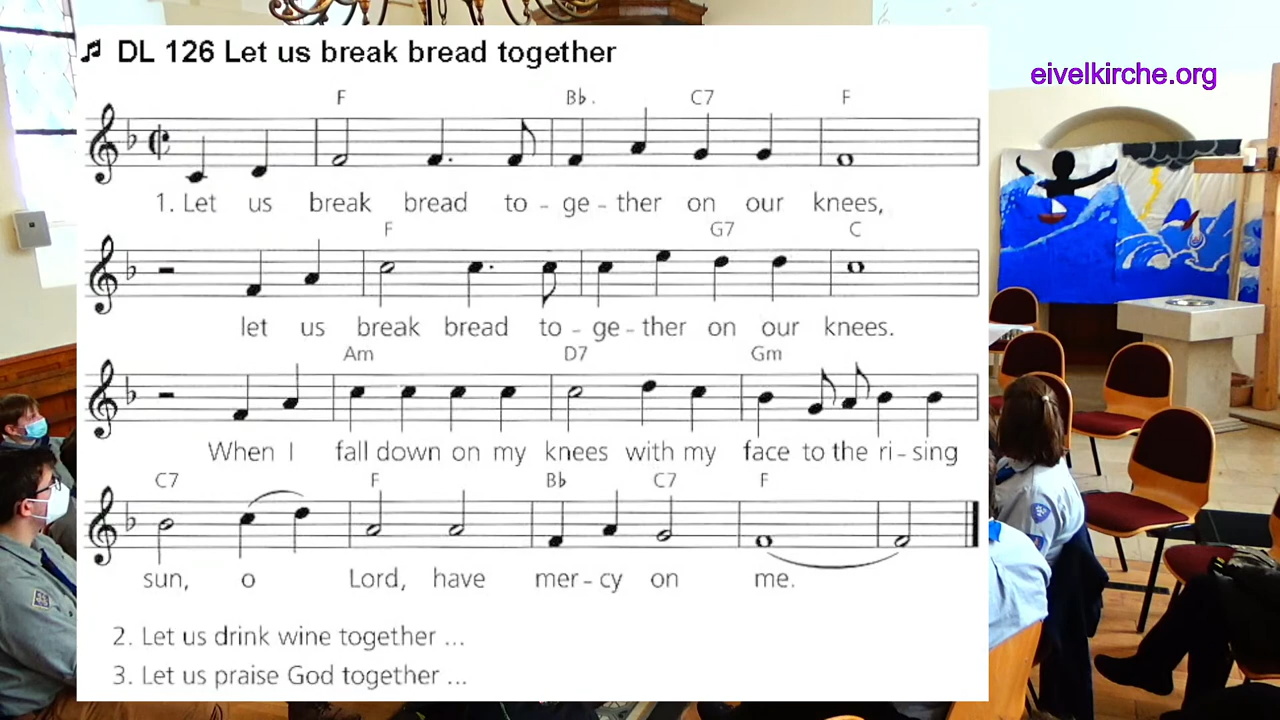 ♫ DL 126 Let us break bread together
eivelkirche.org
F Bb. C7 F
1. Let us break bread to - ge - ther on our knees,
F G7 C
let us break bread to - ge - ther on our knees.
Am D7 Gm
When I fall down on my knees with my face to the ri - sing
C7 F Bb C7 F
sun, o Lord, have mer - cy on me.
2. Let us drink wine together ...
3. Let us praise God together ...